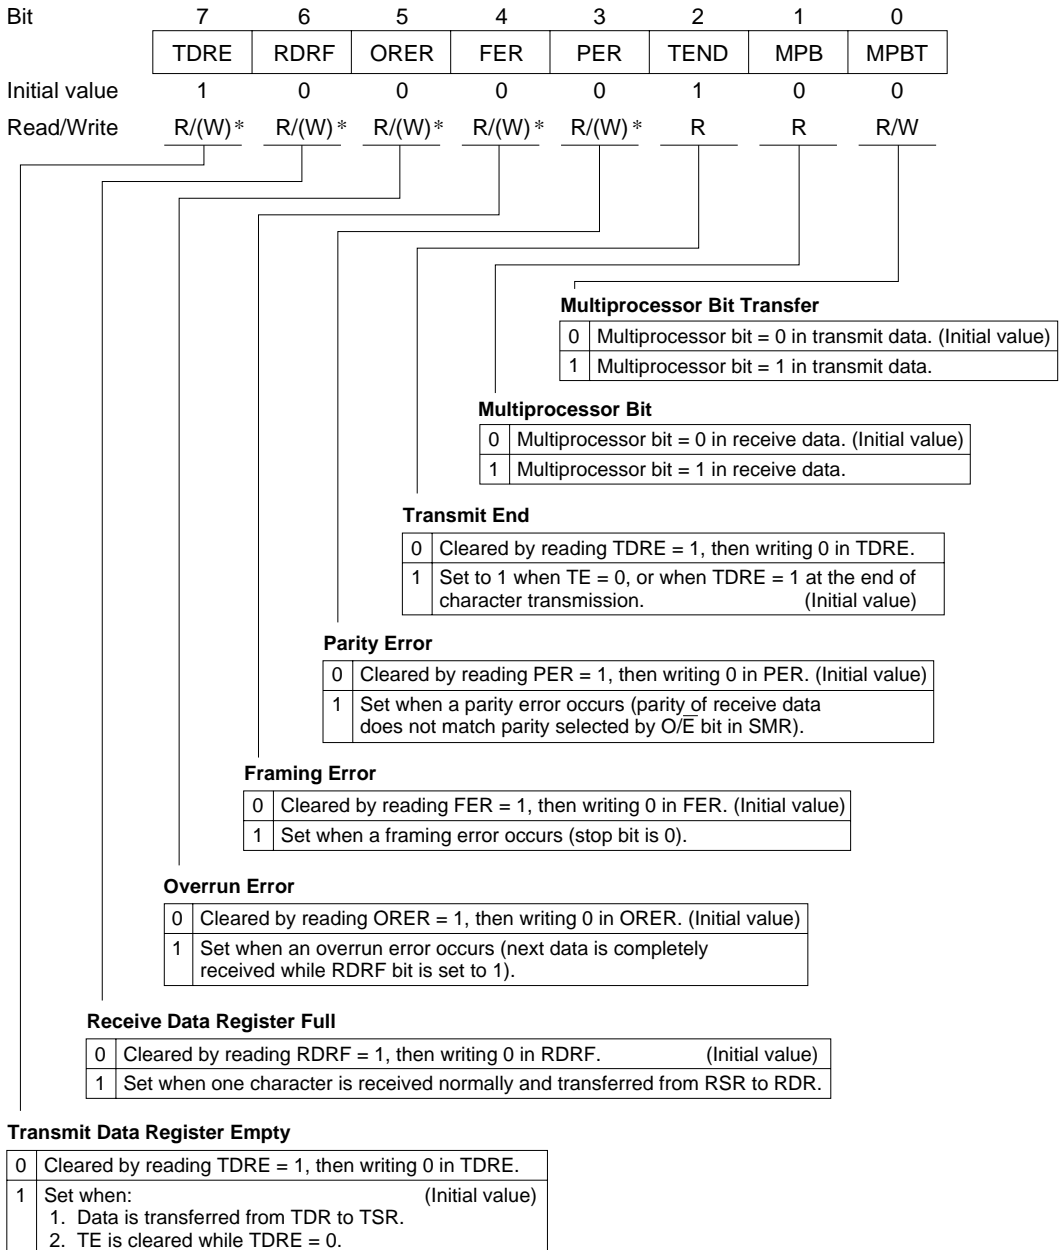 Bit 7 6 5 4 3 2 1 0
TDRE RDRF ORER FER PER TEND MPB MPBT
Initial value 1 0 0 0 0 1 0 0
Read/Write R/(W)* R/(W)* R/(W)* R/(W)* R/(W)* R R R/W
Multiprocessor Bit Transfer
0 Multiprocessor bit = 0 in transmit data. (Initial value)
1 Multiprocessor bit = 1 in transmit data.
Multiprocessor Bit
0 Multiprocessor bit = 0 in receive data. (Initial value)
1 Multiprocessor bit = 1 in receive data.
Transmit End
0 Cleared by reading TDRE = 1, then writing 0 in TDRE.
1 Set to 1 when TE = 0, or when TDRE = 1 at the end of
character transmission. (Initial value)
Parity Error
0 Cleared by reading PER = 1, then writing 0 in PER. (Initial value)
1 Set when a parity error occurs (parity of receive data
does not match parity selected by O/E̅ bit in SMR).
Framing Error
0 Cleared by reading FER = 1, then writing 0 in FER. (Initial value)
1 Set when a framing error occurs (stop bit is 0).
Overrun Error
0 Cleared by reading ORER = 1, then writing 0 in ORER. (Initial value)
1 Set when an overrun error occurs (next data is completely
received while RDRF bit is set to 1).
Receive Data Register Full
0 Cleared by reading RDRF = 1, then writing 0 in RDRF. (Initial value)
1 Set when one character is received normally and transferred from RSR to RDR.
Transmit Data Register Empty
0 Cleared by reading TDRE = 1, then writing 0 in TDRE.
1 Set when: (Initial value)
1. Data is transferred from TDR to TSR.
2. TE is cleared while TDRE = 0.